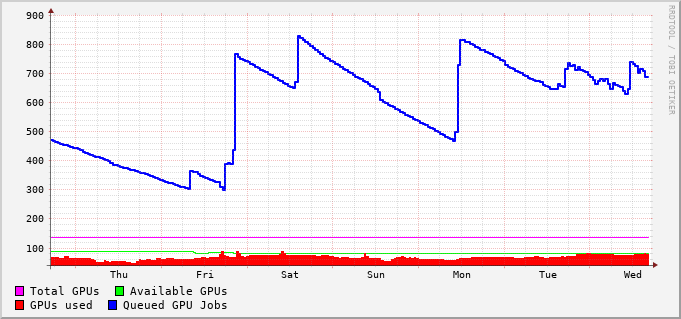 900
800
700
600
500
400
300
200
100
Thu Fri Sat Sun Mon Tue Wed
Total GPUs Available GPUs
GPUs used Queued GPU Jobs
RRDTOOL / TOBI OETIKER